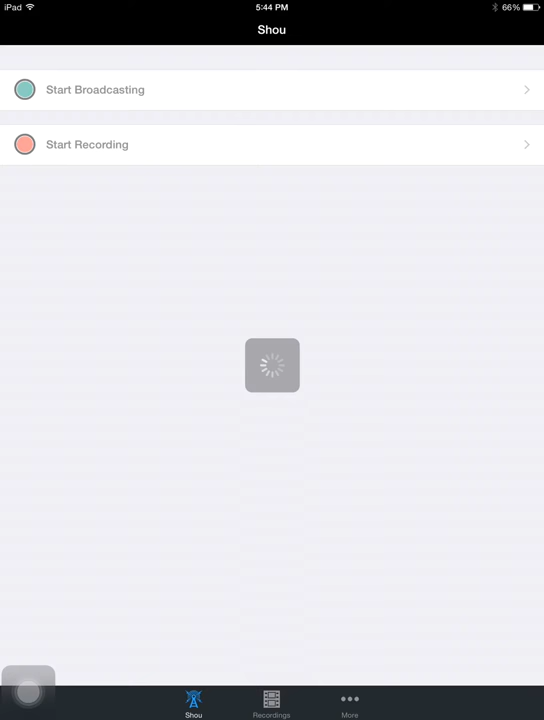 iPad 5:44 PM 66%
Shou
Start Broadcasting
Start Recording
Shou Recordings More